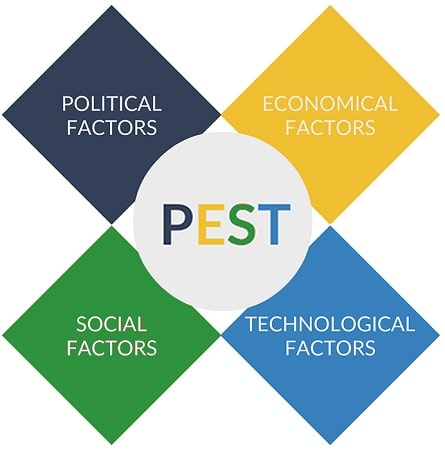 POLITICAL
FACTORS
ECONOMICAL
FACTORS
PEST
SOCIAL
FACTORS
TECHNOLOGICAL
FACTORS